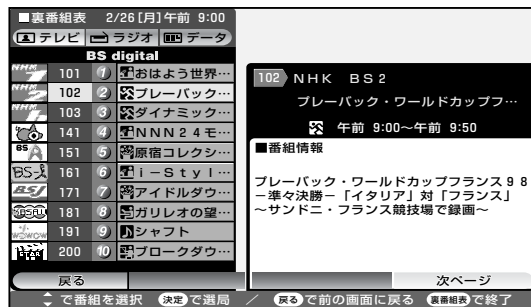 ■裏番組表 2/26[月]午前 9:00
テレビ ラジオ データ
BS digital
101 1 おはよう世界…
102 2 プレーバック…
103 3 ダイナミック…
141 4 NNN24モ…
BS 151 5 原宿コレクシ…
BS-i 161 6 i－Styl…
BSJ 171 7 アイドルダウ…
181 8 ガリレオの望…
WOWOW 191 9 シャフト
200 10 ブロークダウ…
戻る
102 NHK BS2
プレーバック・ワールドカップフ…
午前 9:00～午前 9:50
■番組情報
プレーバック・ワールドカップフランス98
－準々決勝－「イタリア」対「フランス」
～サンドニ・フランス競技場で録画～
次ページ
で番組を選択 決定で選局 ／ 戻るで前の画面に戻る 裏番組表で終了